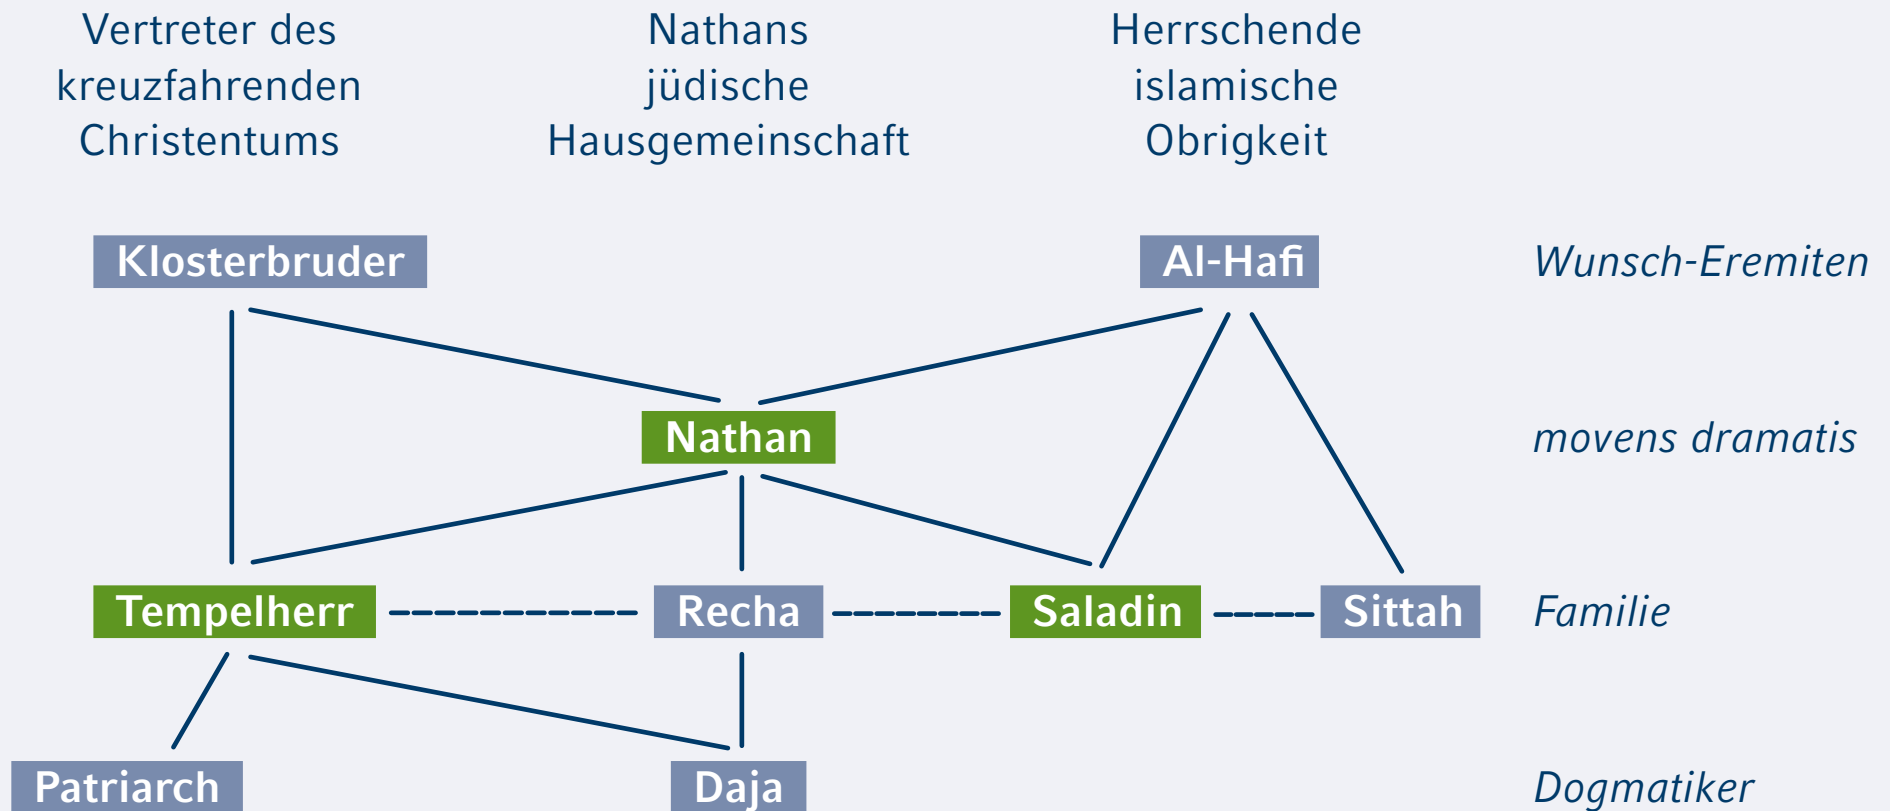 Vertreter des
kreuzfahrenden
Christentums
Nathans
jüdische
Hausgemeinschaft
Herrschende
islamische
Obrigkeit
Klosterbruder
Al-Hafi
Wunsch-Eremiten
Nathan
movens dramatis
Tempelherr
Recha
Saladin
Sittah
Familie
Patriarch
Daja
Dogmatiker